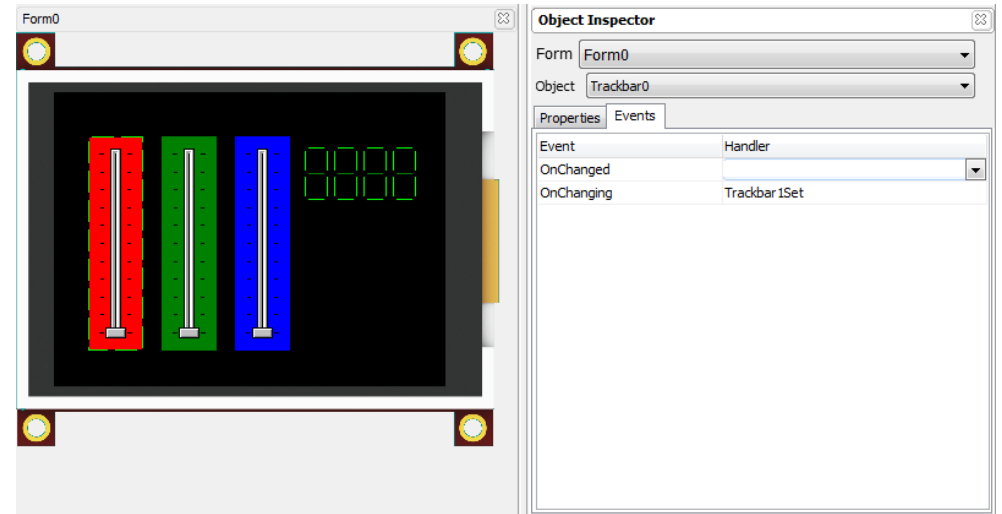 Form0
Object Inspector
Form Form0
Object Trackbar0
Properties Events
Event Handler
OnChanged
OnChanging Trackbar1Set